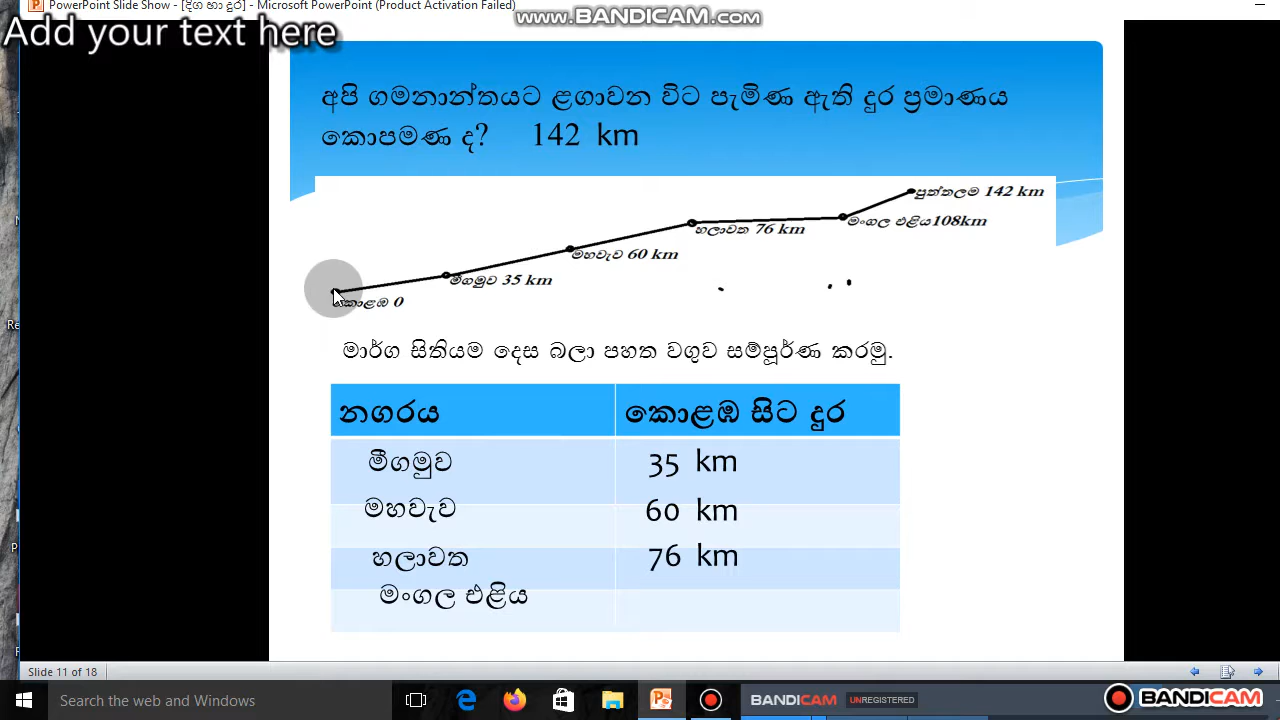 PowerPoint Slide Show - [දිග හා දුර] - Microsoft PowerPoint (Product Activation Failed)
www.BANDICAM.com
Add your text here
අපි ගමනාන්තයට ළගාවන විට පැමිණ ඇති දුර ප්‍රමාණය
කොපමණ ද? 142 km
පුත්තලම 142 km
මංගල එළිය108km
හලාවත 76 km
මහවැව 60 km
මීගමුව 35 km
කොළඹ 0
මාර්ග සිතියම දෙස බලා පහත වගුව සම්පූර්ණ කරමු.
නගරය කොළඹ සිට දුර
මීගමුව 35 km
මහවැව 60 km
හලාවත 76 km
මංගල එළිය
Slide 11 of 18
Search the web and Windows
BANDICAM UNREGISTERED
BANDICAM